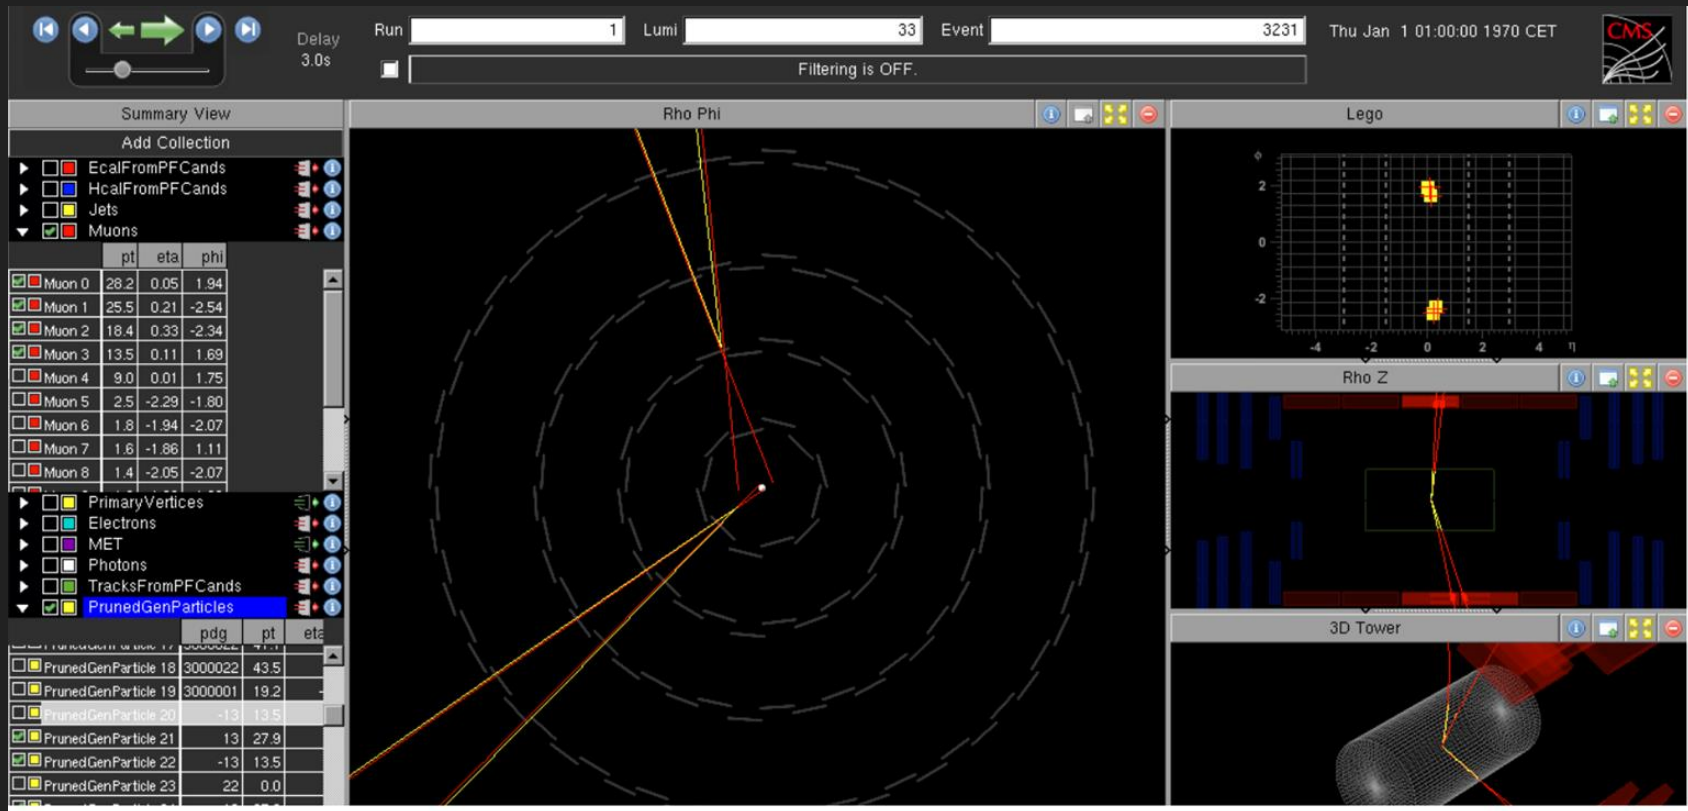 Run 1 Lumi 33 Event 3231 Thu Jan 1 01:00:00 1970 CET
Delay
3.0s
Filtering is OFF.
CMS
Summary View
Add Collection
EcalFromPFCands
HcalFromPFCands
Jets
Muons
pt eta phi
Muon 0 28.2 0.05 1.94
Muon 1 25.5 0.21 -2.54
Muon 2 18.4 0.33 -2.34
Muon 3 13.5 0.11 1.69
Muon 4 9.0 0.01 1.75
Muon 5 2.5 -2.29 -1.80
Muon 6 1.8 -1.94 -2.07
Muon 7 1.6 -1.86 1.11
Muon 8 1.4 -2.05 -2.07
PrimaryVertices
Electrons
MET
Photons
TracksFromPFCands
PrunedGenParticles
pdg pt eta
PrunedGenParticle 18 3000022 43.5
PrunedGenParticle 19 3000001 19.2 -
PrunedGenParticle 20 -13 13.5
PrunedGenParticle 21 13 27.9
PrunedGenParticle 22 -13 13.5
PrunedGenParticle 23 22 0.0
Rho Phi
Lego
ϕ
2
0
-2
-4 -2 0 2 4 η
Rho Z
3D Tower